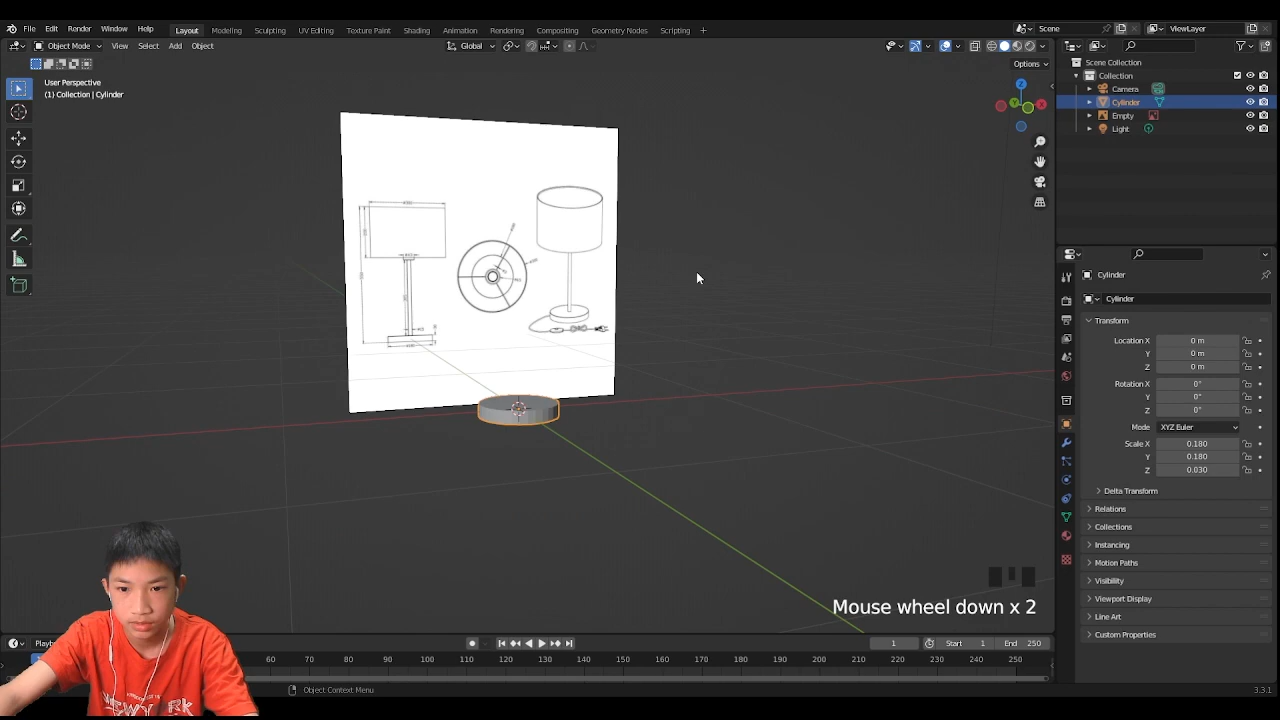 File Edit Render Window Help Layout Modeling Sculpting UV Editing Texture Paint Shading Animation Rendering Compositing Geometry Nodes Scripting + Scene ViewLayer
Object Mode View Select Add Object Global
Options
User Perspective
(1) Collection | Cylinder
Scene Collection
Collection
Camera
Cylinder
Empty
Light
Cylinder
Cylinder
Transform
Location X 0 m
Y 0 m
Z 0 m
Rotation X 0°
Y 0°
Z 0°
Mode XYZ Euler
Scale X 0.180
Y 0.180
Z 0.030
Delta Transform
Relations
Collections
Instancing
Motion Paths
Visibility
Viewport Display
Line Art
Custom Properties
Mouse wheel down x 2
1 Start 1 End 250
60 70 80 90 100 110 120 130 140 150 160 170 180 190 200 210 220 230 240 250
Object Context Menu
3.3.1